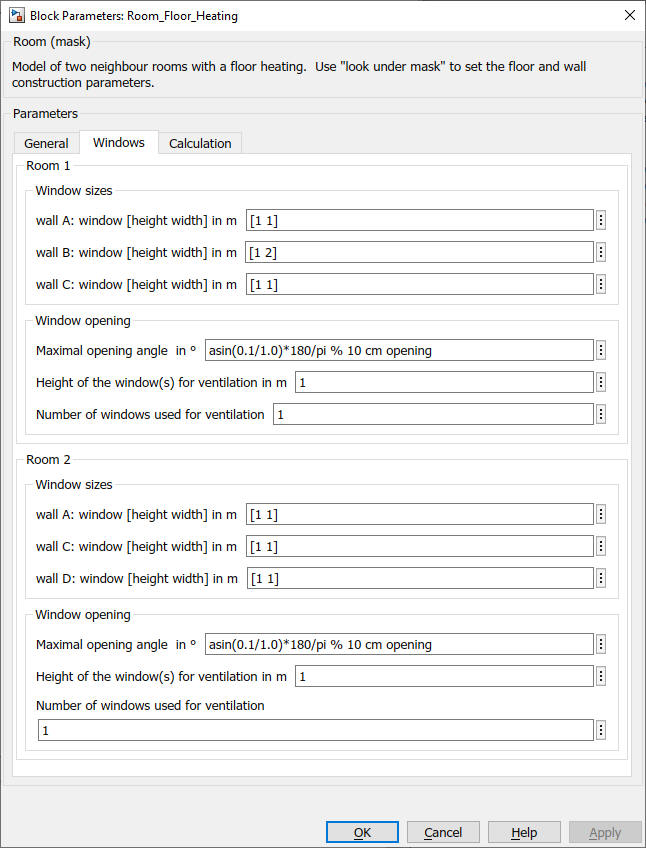 Block Parameters: Room_Floor_Heating
Room (mask)
Model of two neighbour rooms with a floor heating.  Use "look under mask" to set the floor and wall
construction parameters.
Parameters
General Windows Calculation
Room 1
Window sizes
wall A: window [height width] in m [1 1]
wall B: window [height width] in m [1 2]
wall C: window [height width] in m [1 1]
Window opening
Maximal opening angle  in º asin(0.1/1.0)*180/pi % 10 cm opening
Height of the window(s) for ventilation in m 1
Number of windows used for ventilation 1
Room 2
Window sizes
wall A: window [height width] in m [1 1]
wall C: window [height width] in m [1 1]
wall D: window [height width] in m [1 1]
Window opening
Maximal opening angle  in º asin(0.1/1.0)*180/pi % 10 cm opening
Height of the window(s) for ventilation in m 1
Number of windows used for ventilation
1
OK Cancel Help Apply